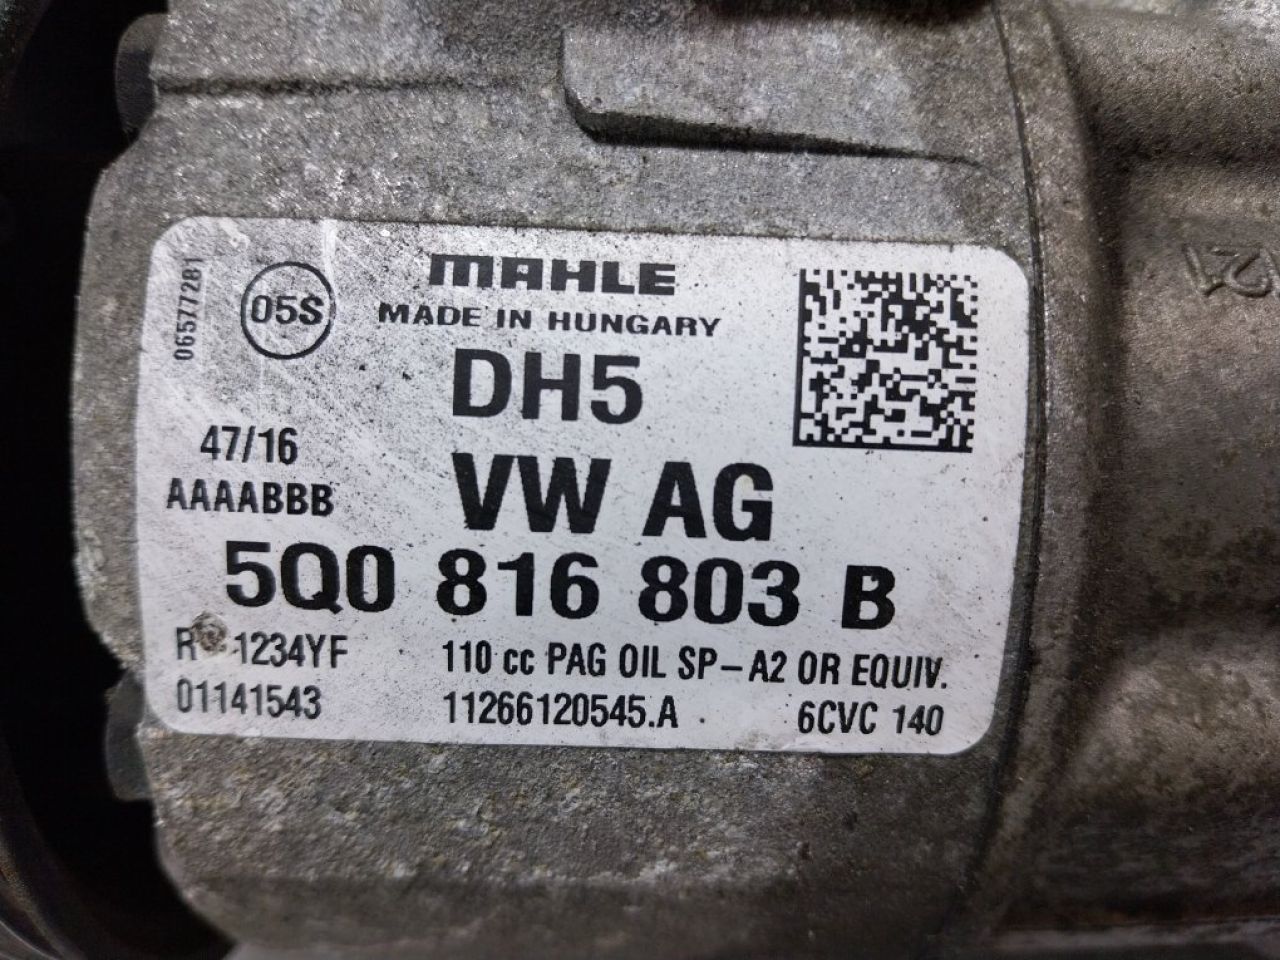 06577281
05S
MAHLE
MADE IN HUNGARY
DH5
47/16
AAAABBB
VW AG
5Q0 816 803 B
R 1234YF
110 cc PAG OIL SP-A2 OR EQUIV.
01141543
11266120545.A
6CVC 140